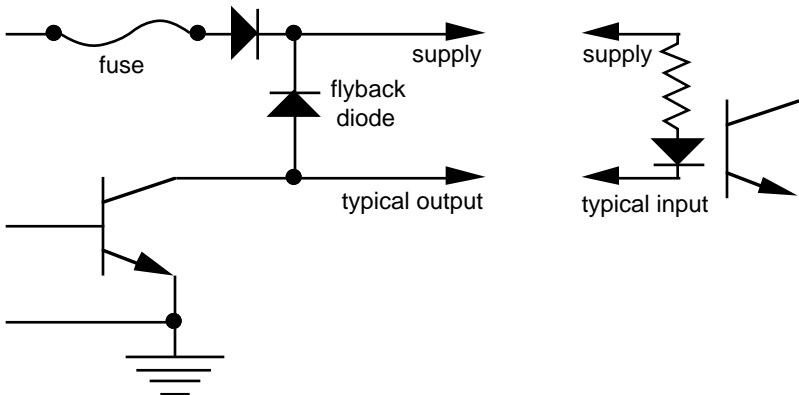 fuse
supply
flyback
diode
typical output
supply
typical input